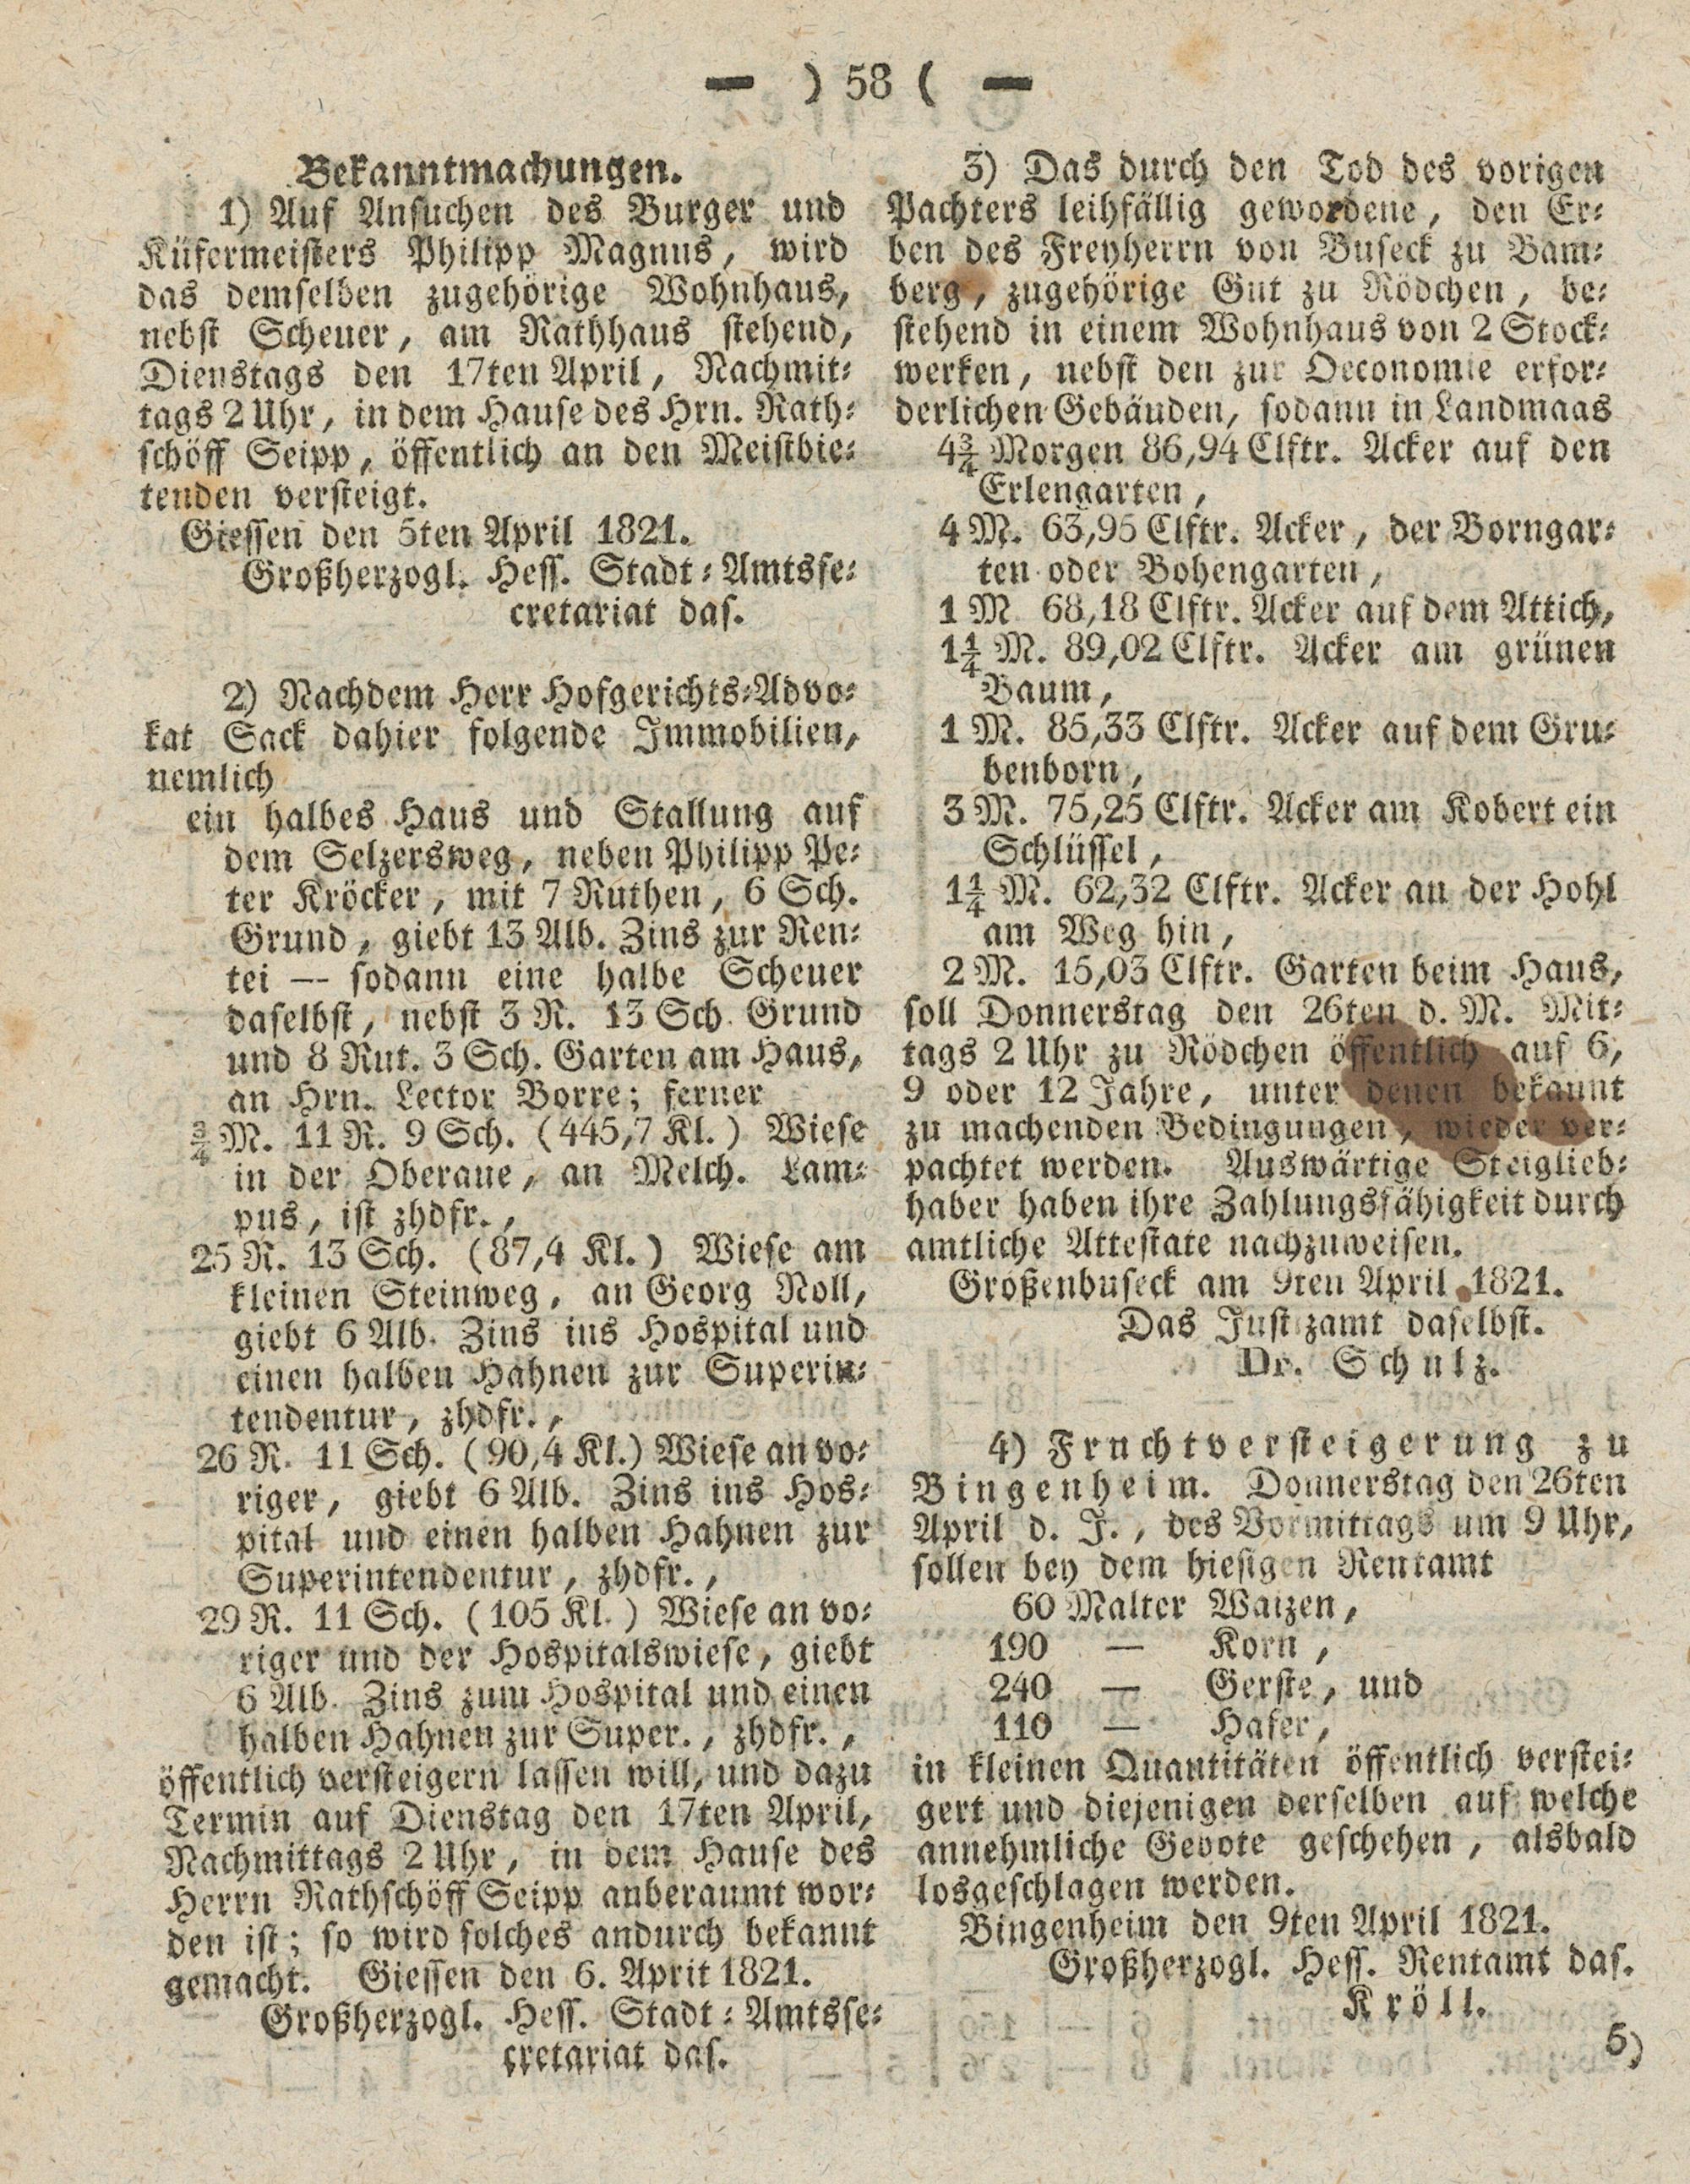 — ) 58 ( —
Bekanntmachungen.
1) Auf Ansuchen des Burger und
Küfermeisters Philipp Magnus, wird
das demselben zugehörige Wohnhaus,
nebst Scheuer, am Rathhaus stehend,
Dienstags den 17ten April, Nachmit-
tags 2 Uhr, in dem Hause des Hrn. Rath-
schöff Seipp, öffentlich an den Meistbie-
tenden versteigt.
Giessen den 5ten April 1821.
Großherzogl. Hess. Stadt-Amtsse-
cretariat das.
2) Nachdem Herr Hofgerichts-Advo-
kat Sack dahier folgende Immobilien,
nemlich
ein halbes Haus und Stallung auf
dem Selzersweg, neben Philipp Pe-
ter Kröcker, mit 7 Ruthen, 6 Sch.
Grund, giebt 13 Alb. Zins zur Ren-
tei — sodann eine halbe Scheuer
daselbst, nebst 3 R. 13 Sch. Grund
und 8 Rut. 3 Sch. Garten am Haus,
an Hrn. Lector Borre; ferner
¾ M. 11 R. 9 Sch. (445,7 Kl.) Wiese
in der Oberaue, an Melch. Lam-
pus, ist zhdfr.,
25 R. 13 Sch. (87,4 Kl.) Wiese am
kleinen Steinweg, an Georg Noll,
giebt 6 Alb. Zins ins Hospital und
einen halben Hahnen zur Superin-
tendentur, zhdfr.,
26 R. 11 Sch. (90,4 Kl.) Wiese an vo-
riger, giebt 6 Alb. Zins ins Hos-
pital und einen halben Hahnen zur
Superintendentur, zhdfr.,
29 R. 11 Sch. (105 Kl.) Wiese an vo-
riger und der Hospitalswiese, giebt
6 Alb. Zins zum Hospital und einen
halben Hahnen zur Super., zhdfr.,
öffentlich versteigern lassen will, und dazu
Termin auf Dienstag den 17ten April,
Nachmittags 2 Uhr, in dem Hause des
Herrn Rathschöff Seipp anberaumt wor-
den ist; so wird solches andurch bekannt
gemacht. Giessen den 6. Aprit 1821.
Großherzogl. Hess. Stadt-Amtsse-
cretariat das.
3) Das durch den Tod des vorigen
Pachters leihfällig gewordene, den Er-
ben des Freyherrn von Buseck zu Bam-
berg, zugehörige Gut zu Rödchen, be-
stehend in einem Wohnhaus von 2 Stock-
werken, nebst den zur Oeconomie erfor-
derlichen Gebäuden, sodann in Landmaas
4¾ Morgen 86,94 Clftr. Acker auf den
Erlengarten,
4 M. 63,95 Clftr. Acker, der Borngar-
ten oder Bohengarten,
1 M 68,18 Clftr. Acker auf dem Attich,
1¼ M. 89,02 Clftr. Acker am grünen
Baum,
1 M. 85,33 Clftr. Acker auf dem Gru-
benborn,
3 M. 75,25 Clftr. Acker am Kobert ein
Schlüssel,
1¼ M. 62,32 Clftr. Acker an der Hohl
am Weg hin,
2 M. 15,03 Clftr. Garten beim Haus,
soll Donnerstag den 26ten d. M. Mit-
tags 2 Uhr zu Rödchen öffentlich auf 6,
9 oder 12 Jahre, unter denen bekannt
zu machenden Bedingungen, wieder ver-
pachtet werden. Auswärtige Steiglieb-
haber haben ihre Zahlungsfähigkeit durch
amtliche Attestate nachzuweisen.
Großenbuseck am 9ten April 1821.
Das Justizamt daselbst.
Dr. Schulz.
4) Fruchtversteigerung zu
Bingenheim. Donnerstag den 26ten
April d. J., des Vormittags um 9 Uhr,
sollen bey dem hiesigen Rentamt
60 Malter Waizen,
190 — Korn,
240 — Gerste, und
110 — Hafer,
in kleinen Quantitäten öffentlich verstei-
gert und diejenigen derselben auf welche
annehmliche Gebote geschehen, alsbald
losgeschlagen werden.
Bingenheim den 9ten April 1821.
Großherzogl. Hess. Rentamt das.
Kröll.
5)